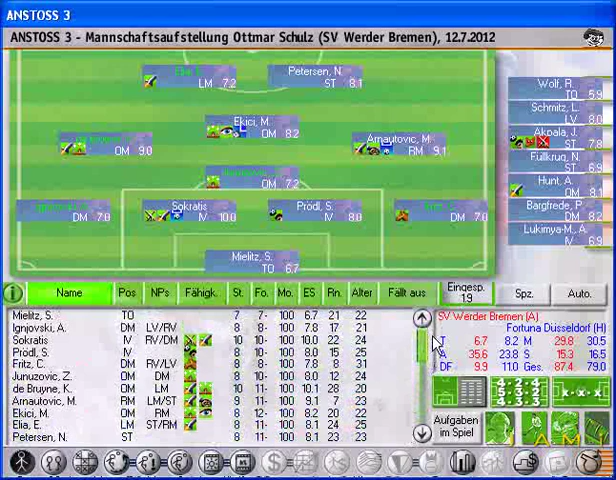 ANSTOSS 3
ANSTOSS 3 - Mannschaftsaufstellung Ottmar Schulz (SV Werder Bremen), 12.7.2012
LM 7.2
Petersen, N.
ST 8.1
Ekici, M.
OM 8.2
OM 9.0
Arnautovic, M.
RM 9.1
OM 7.2
DM 7.0
Sokratis
IV 10.0
Prödl, S.
IV 8.0
DM 7.0
Mielitz, S.
TO 6.7
Wolf, R.
TO 5.9
Schmitz, L.
LV 8.0
Akpala, J.
ST 7.8
Füllkrug, N.
ST 6.9
Hunt, A.
OM 8.1
Bargfrede, P.
DM 8.2
Lukimya-M., A
IV 6.9
Name Pos NPs Fähigk. St. Fo. Mo. ES Rn. Alter Fällt aus Eingesp. 1.9 Spz. Auto.
Mielitz, S. TO 7 7- 100 6.7 21 22
Ignjovski, A. DM LV/RV 8 8- 100 7.8 17 21
Sokratis IV RV/DM 10 10- 100 10.0 22 24
Prödl, S. IV 8 8- 100 8.0 15 25
Fritz, C. DM RV/LV 8 7- 100 7.8 8 31
Junuzovic, Z. OM DM 8 10- 100 8.0 12 24
de Bruyne, K. OM LM 10 11- 100 10.1 28 20
Arnautovic, M. RM LM/ST 9 11- 100 9.1 7 23
Ekici, M. OM RM 8 12- 100 8.2 20 22
Elia, E. LM ST/RM 8 11- 100 8.1 24 25
Petersen, N. ST 8 11- 100 8.1 23 23
SV Werder Bremen (A)
Fortuna Düsseldorf (H)
T 6.7 8.2 M 29.8 30.5
A 35.6 23.8 S 15.3 16.5
DF 9.9 11.0 Ges. 87.4 79.0
Aufgaben im Spiel